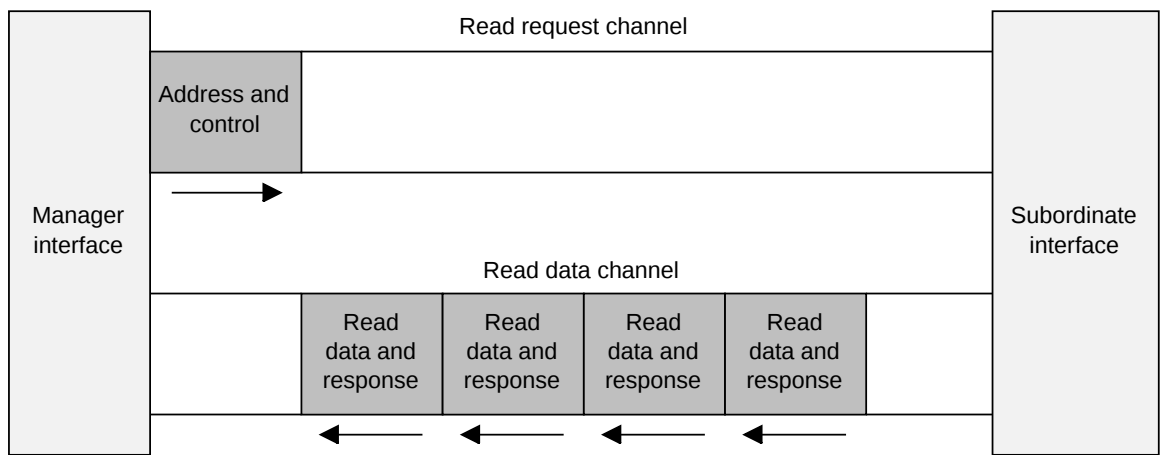 Read request channel
Address and
control
Manager
interface
Subordinate
interface
Read data channel
Read
data and
response
Read
data and
response
Read
data and
response
Read
data and
response